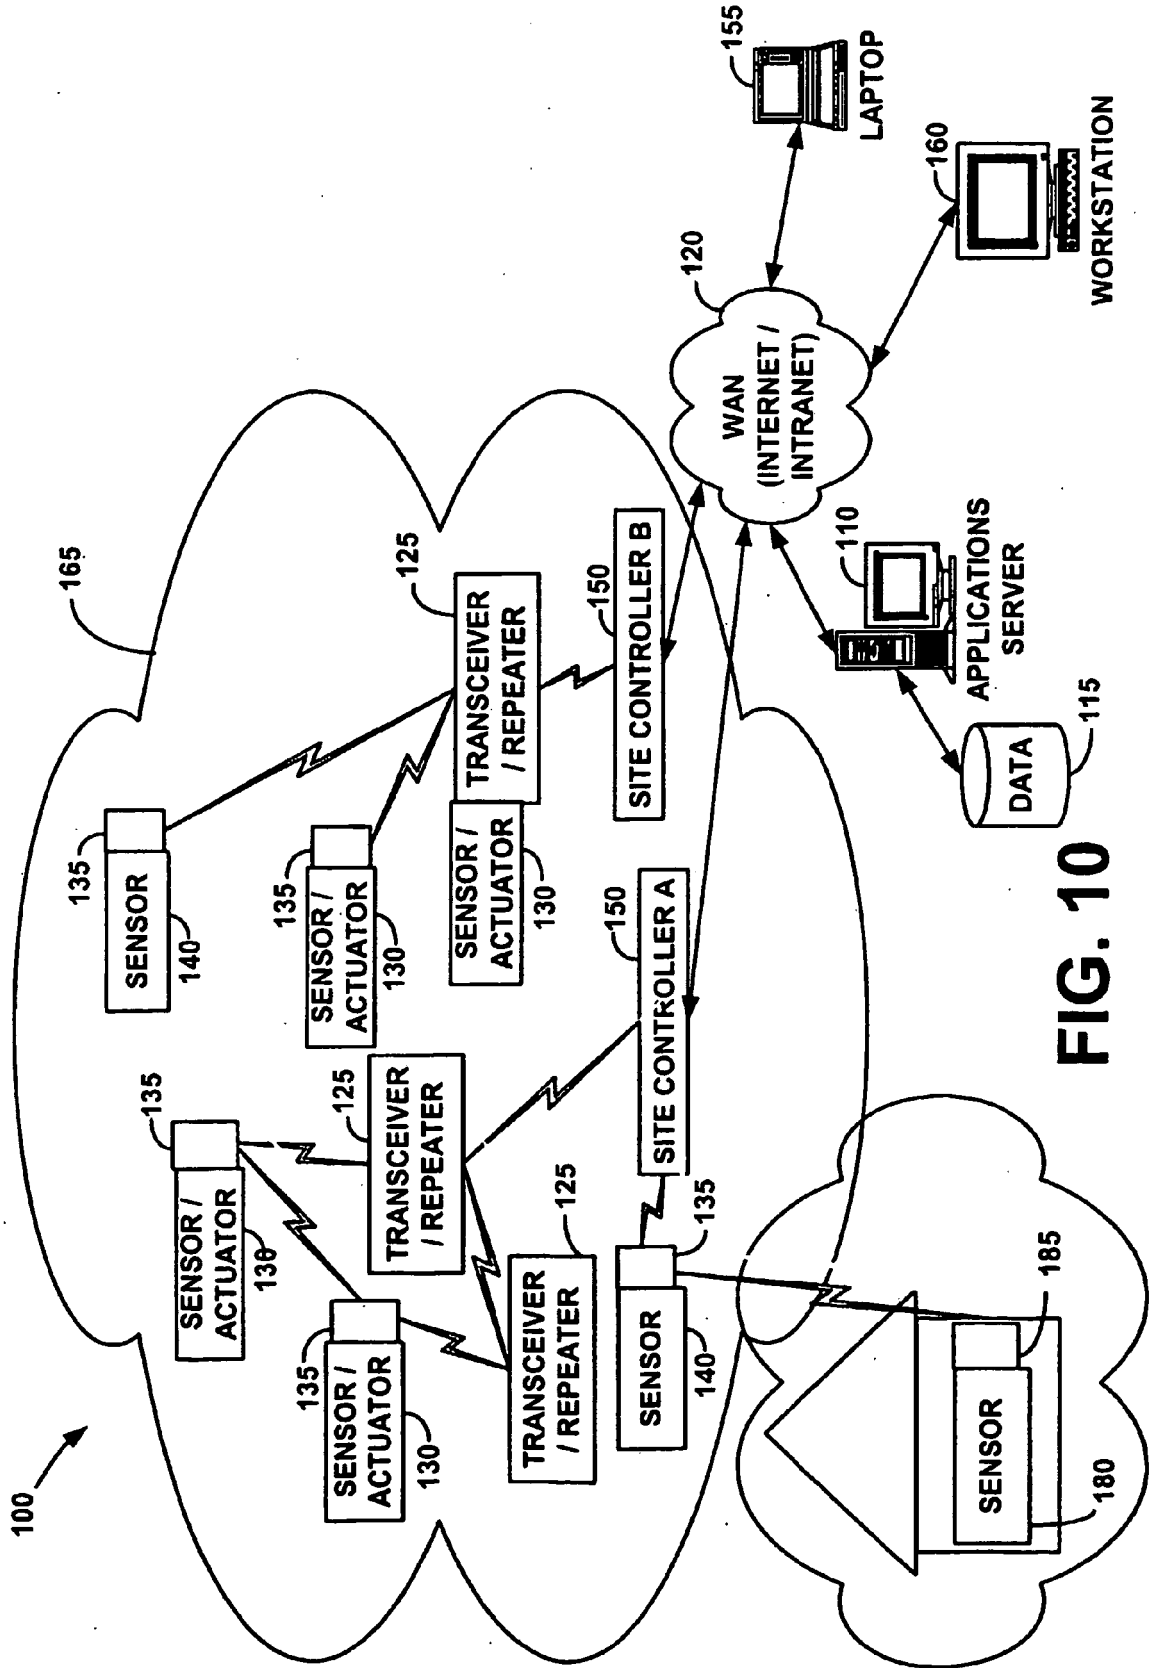 100
135
SENSOR /
ACTUATOR
130
135
SENSOR
140
165
135
SENSOR /
ACTUATOR
130
125
TRANSCEIVER
/ REPEATER
135
SENSOR /
ACTUATOR
130
125
TRANSCEIVER
/ REPEATER
SENSOR /
ACTUATOR
130
125
TRANSCEIVER
/ REPEATER
135
SENSOR
140
150
SITE CONTROLLER A
150
SITE CONTROLLER B
120
WAN
(INTERNET /
INTRANET)
155
LAPTOP
160
WORKSTATION
110
APPLICATIONS
SERVER
DATA
115
185
SENSOR
180
FIG. 10